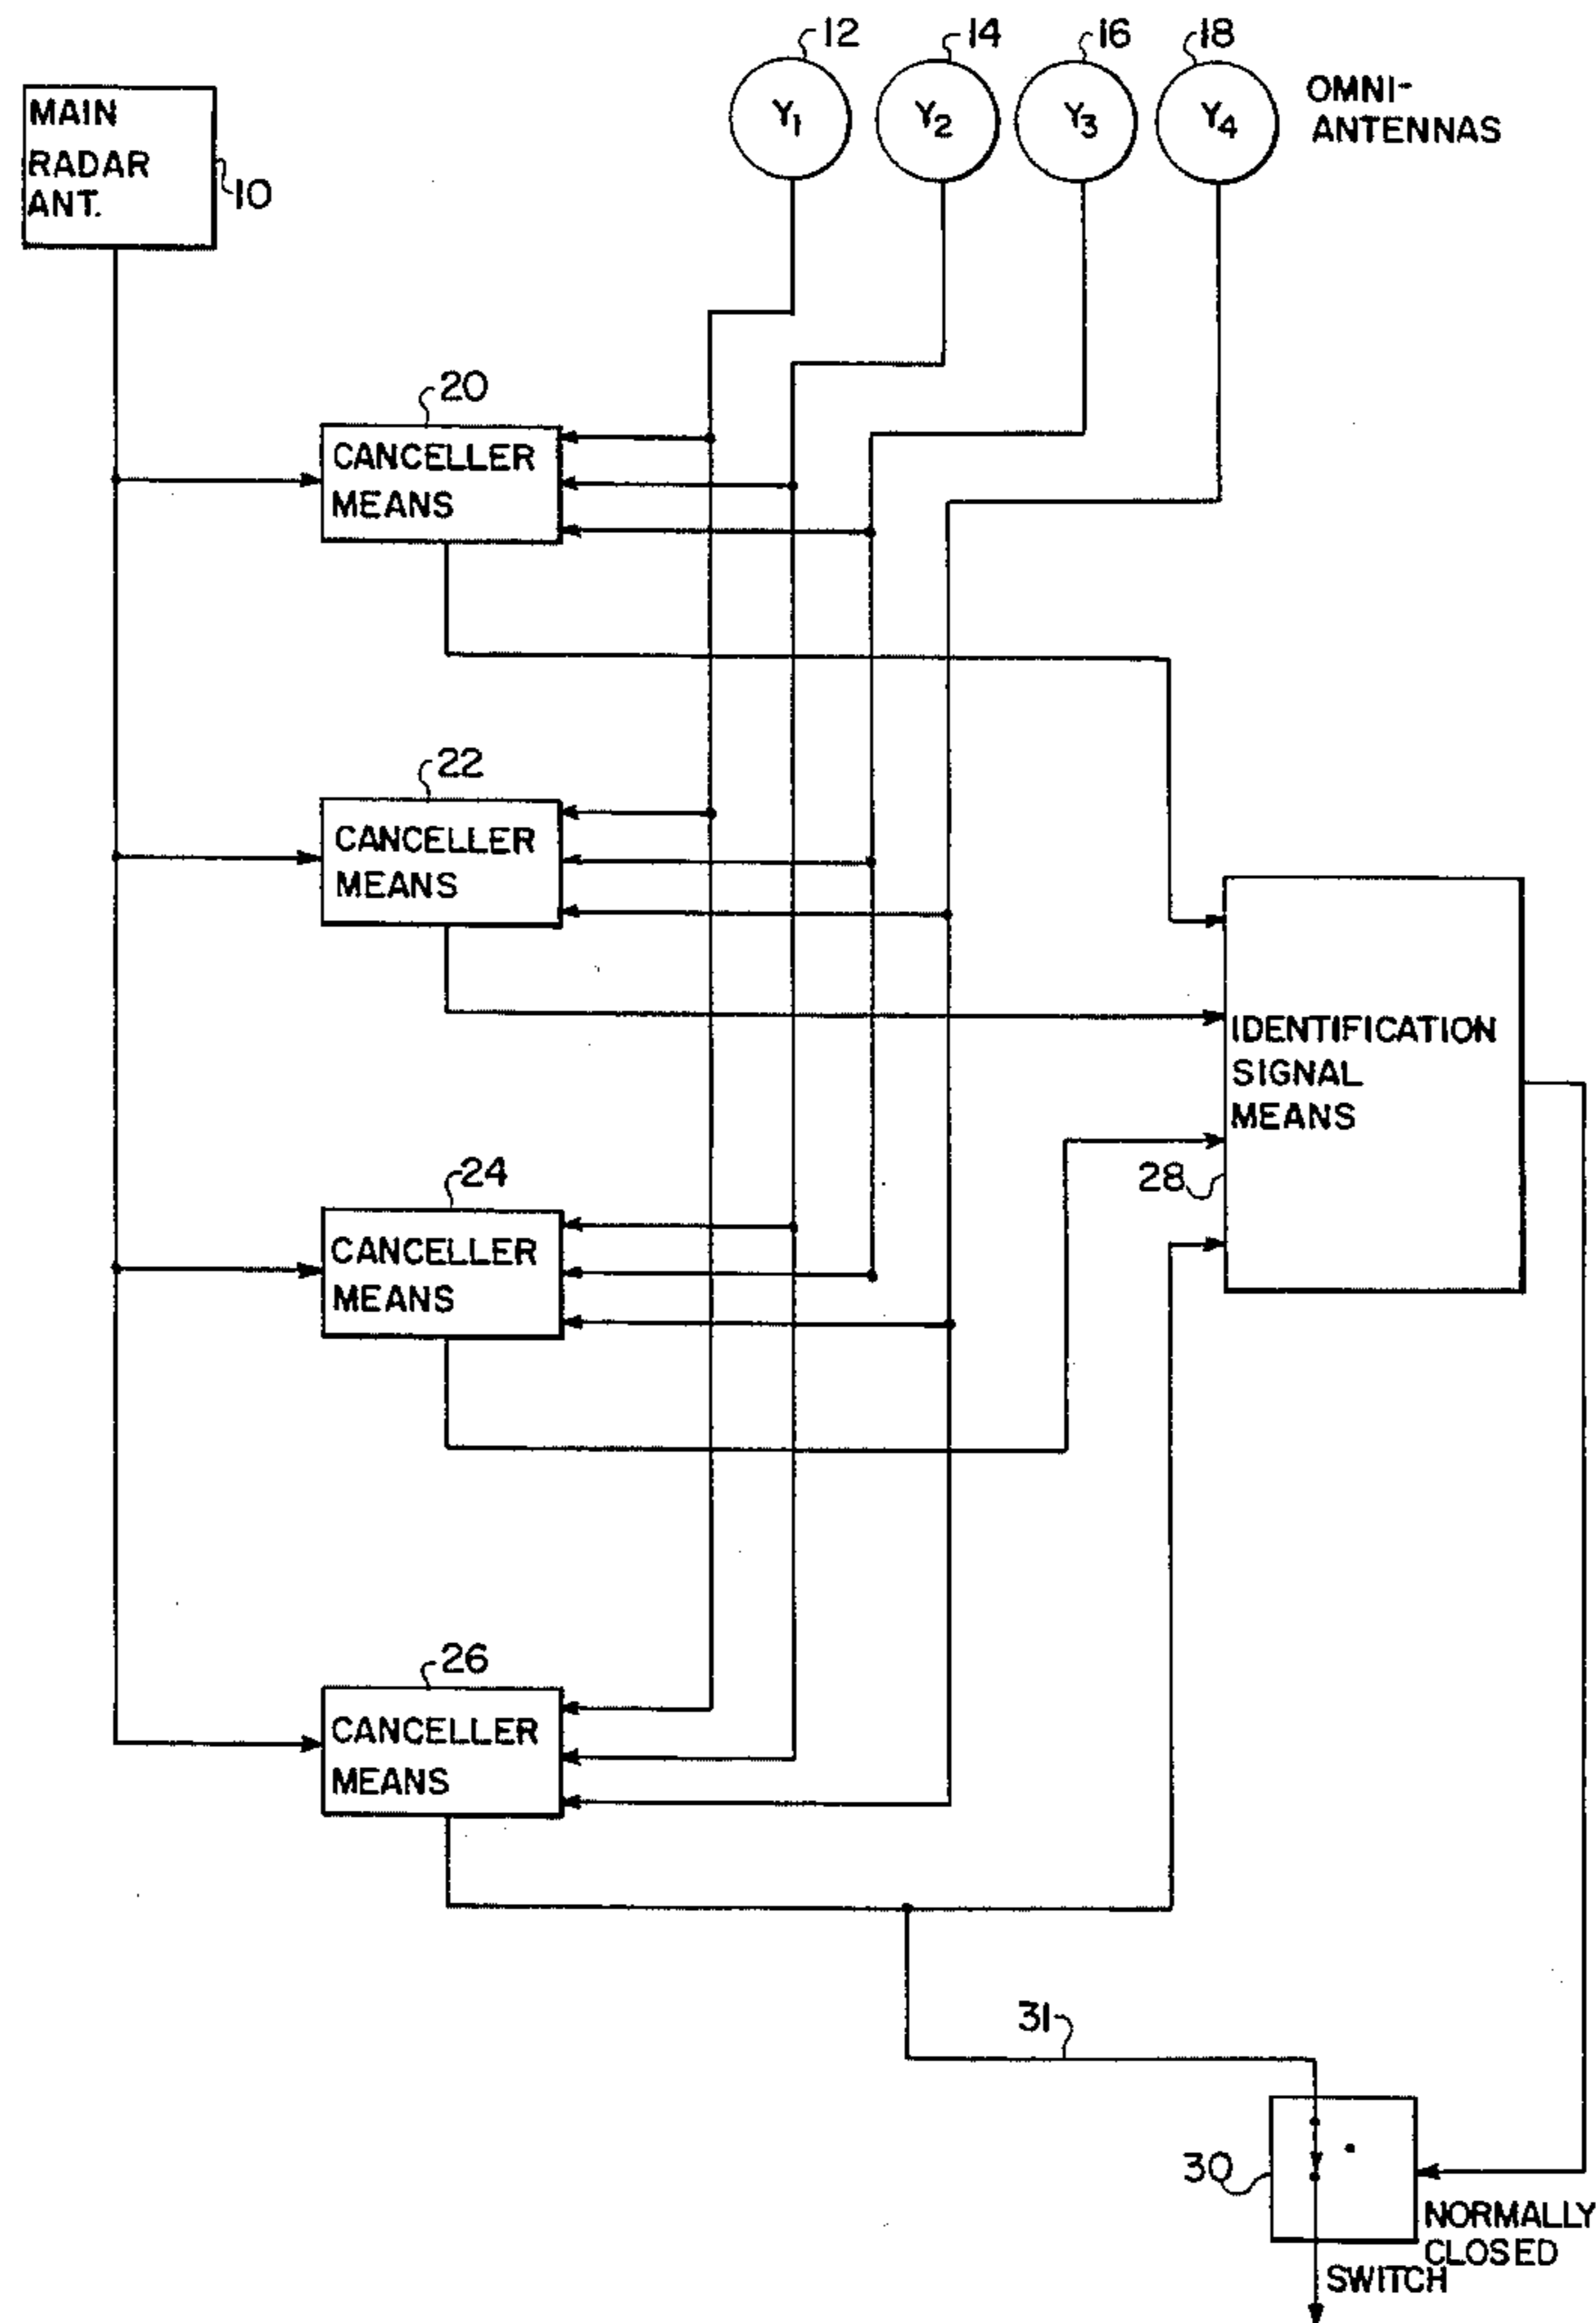 12
14
16
18
MAIN
RADAR
ANT.
10
Y1
Y2
Y3
Y4
OMNI-
ANTENNAS
20
CANCELLER
MEANS
22
CANCELLER
MEANS
IDENTIFICATION
SIGNAL
MEANS
28
24
CANCELLER
MEANS
26
CANCELLER
MEANS
31
30
NORMALLY
CLOSED
SWITCH